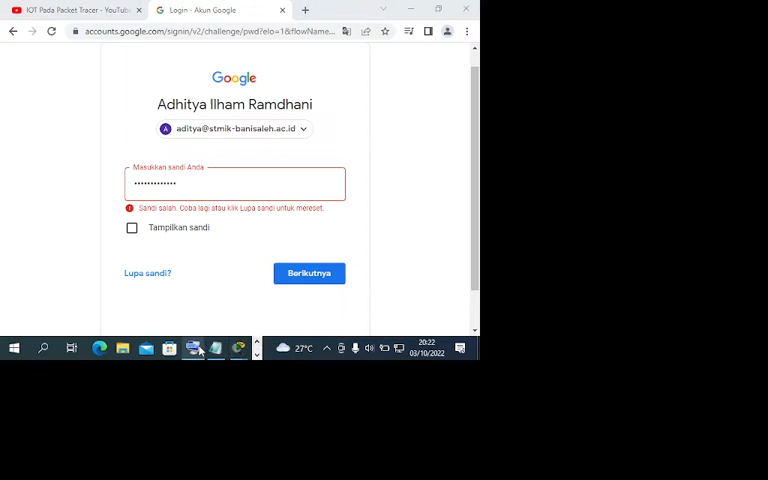 IOT Pada Packet Tracer - YouTub
Login - Akun Google
accounts.google.com/signin/v2/challenge/pwd?elo=1&flowName...
Google
Adhitya Ilham Ramdhani
A aditya@stmik-banisaleh.ac.id
Masukkan sandi Anda
Sandi salah. Coba lagi atau klik Lupa sandi untuk mereset.
Tampilkan sandi
Lupa sandi?
Berikutnya
27°C
20:22
03/10/2022